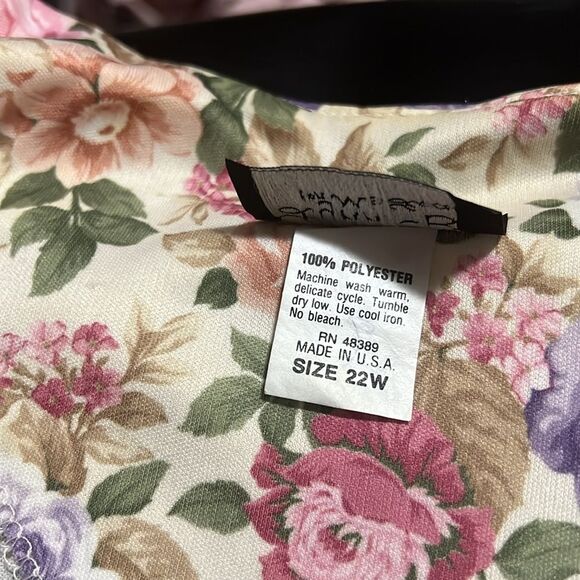 100% POLYESTER
Machine wash warm,
delicate cycle. Tumble
dry low. Use cool iron.
No bleach.
RN 48389
MADE IN U.S.A.
SIZE 22W